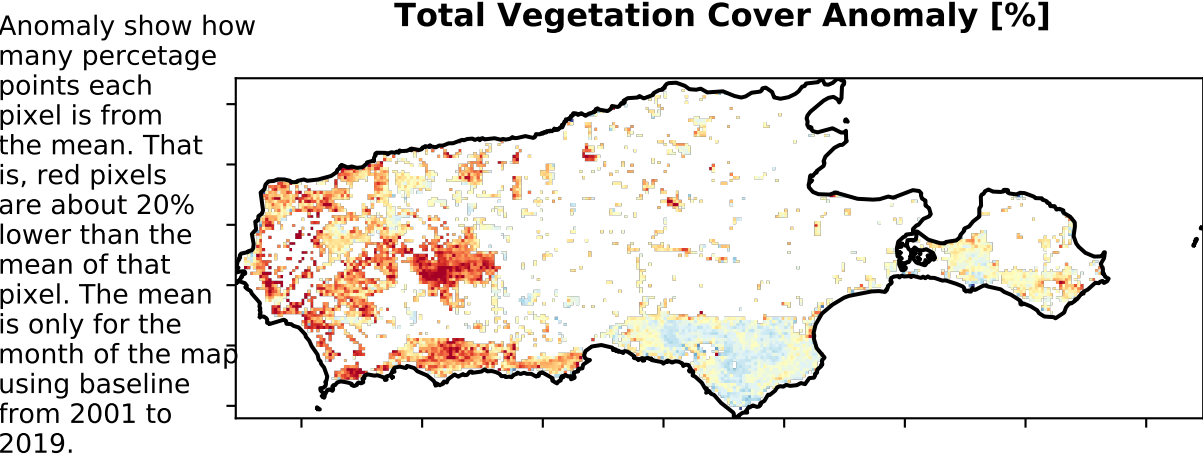 Total Vegetation Cover Anomaly [%]
Anomaly show how
many percetage
points each
pixel is from
the mean. That
is, red pixels
are about 20%
lower than the
mean of that
pixel. The mean
is only for the
month of the map
using baseline
from 2001 to
2019.